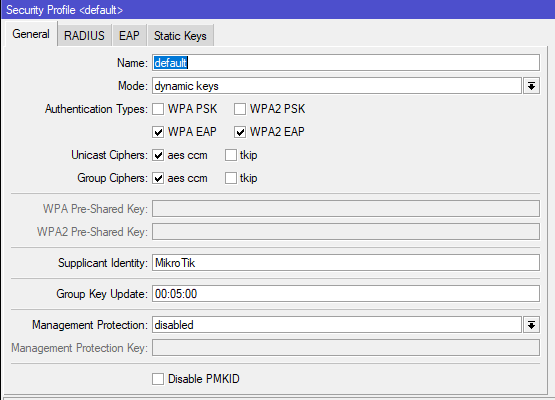 Security Profile <default>
General RADIUS EAP Static Keys
Name: default
Mode: dynamic keys
Authentication Types: WPA PSK WPA2 PSK
WPA EAP WPA2 EAP
Unicast Ciphers: aes ccm tkip
Group Ciphers: aes ccm tkip
WPA Pre-Shared Key:
WPA2 Pre-Shared Key:
Supplicant Identity: MikroTik
Group Key Update: 00:05:00
Management Protection: disabled
Management Protection Key:
Disable PMKID